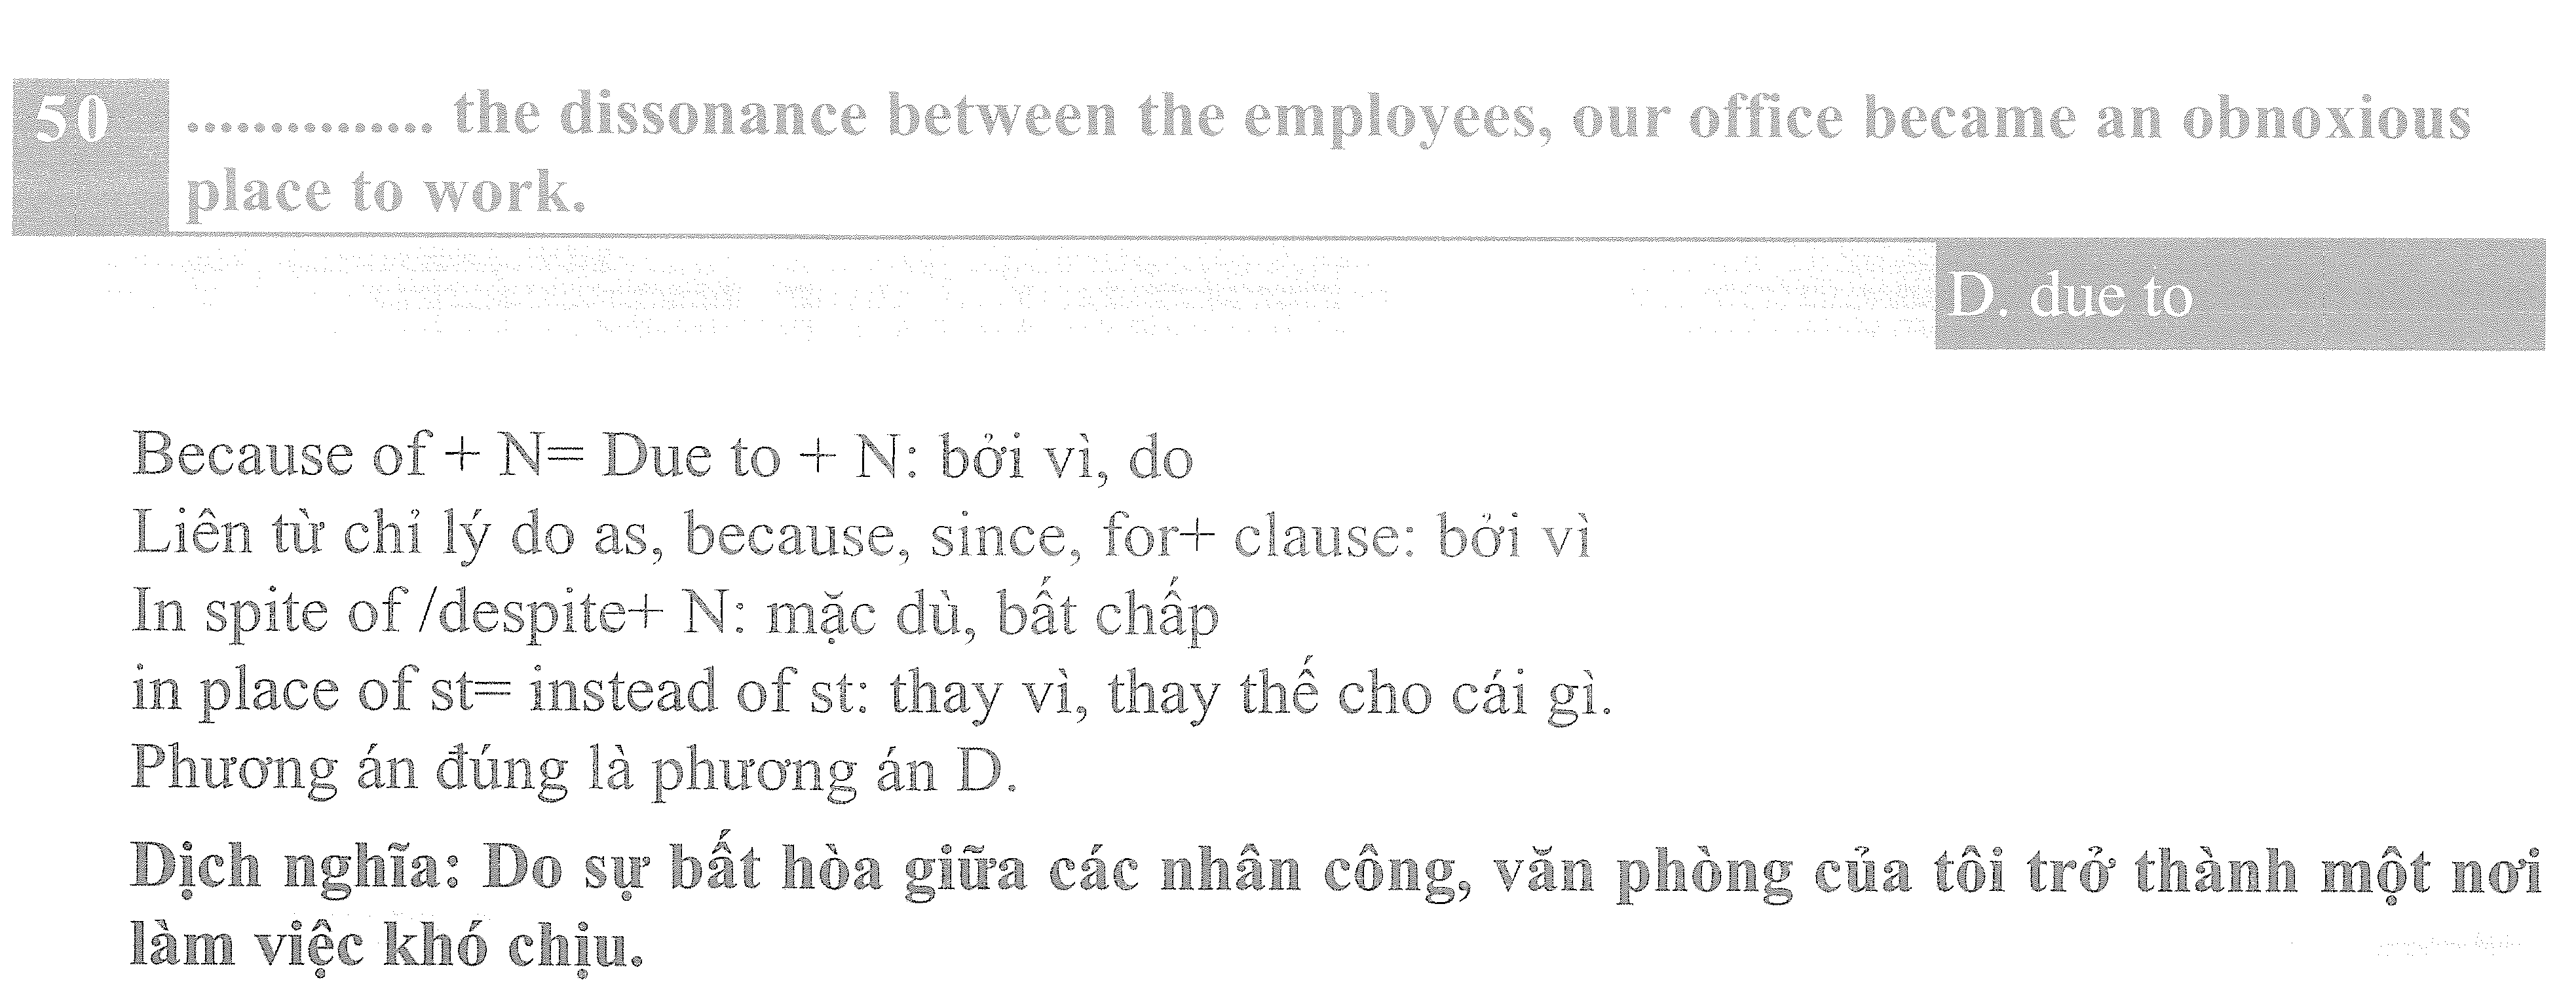 50 .............. the dissonance between the employees, our office became an obnoxious
place to work.
D. due to
Because of + N= Due to + N: bởi vì, do
Liên từ chỉ lý do as, because, since, for+ clause: bởi vì
In spite of /despite+ N: mặc dù, bất chấp
in place of st= instead of st: thay vì, thay thế cho cái gì.
Phương án đúng là phương án D.
Dịch nghĩa: Do sự bất hòa giữa các nhân công, văn phòng của tôi trở thành một nơi
làm việc khó chịu.